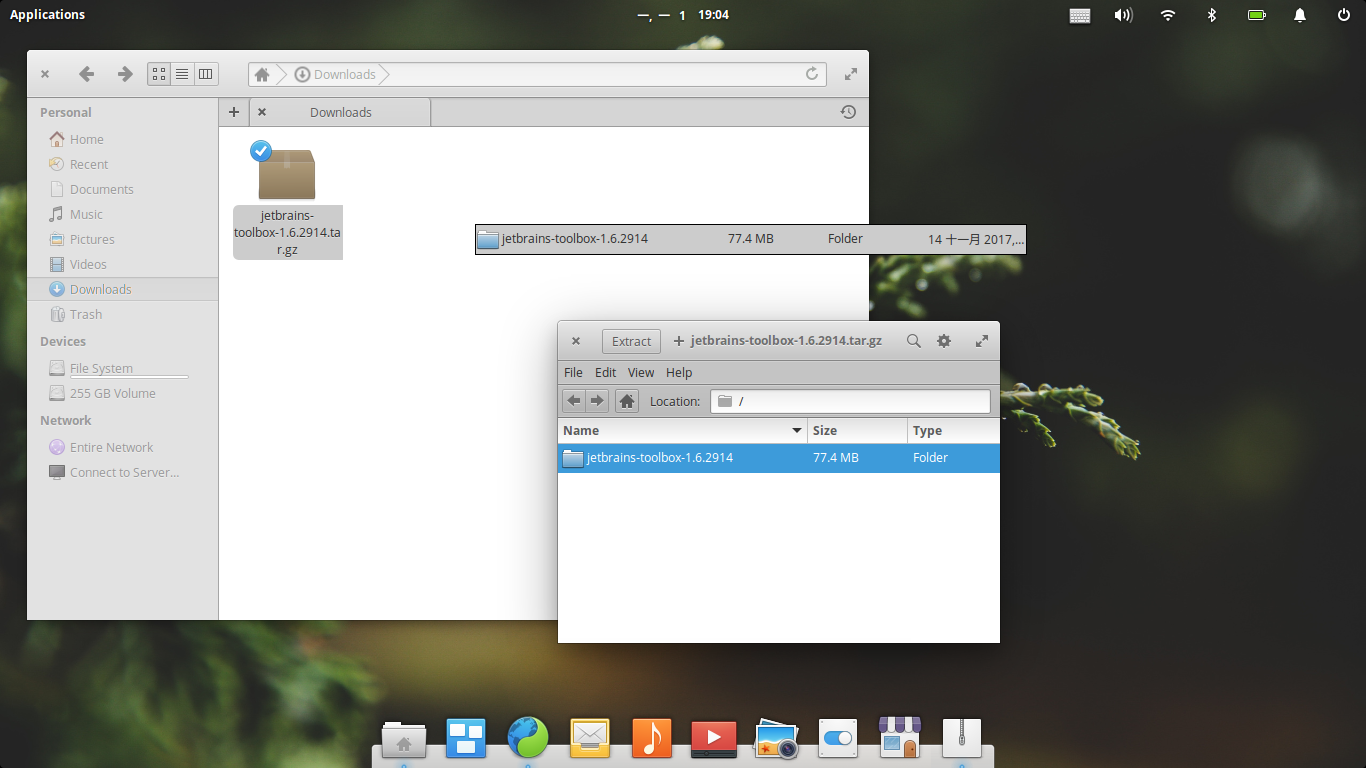 Applications
一, 一 1 19:04
Downloads
Personal
Home
Recent
Documents
Music
Pictures
Videos
Downloads
Trash
Devices
File System
255 GB Volume
Network
Entire Network
Connect to Server...
Downloads
jetbrains-
toolbox-1.6.2914.ta
r.gz
jetbrains-toolbox-1.6.2914 77.4 MB Folder 14 十一月 2017,...
Extract jetbrains-toolbox-1.6.2914.tar.gz
File Edit View Help
Location: /
Name Size Type
jetbrains-toolbox-1.6.2914 77.4 MB Folder